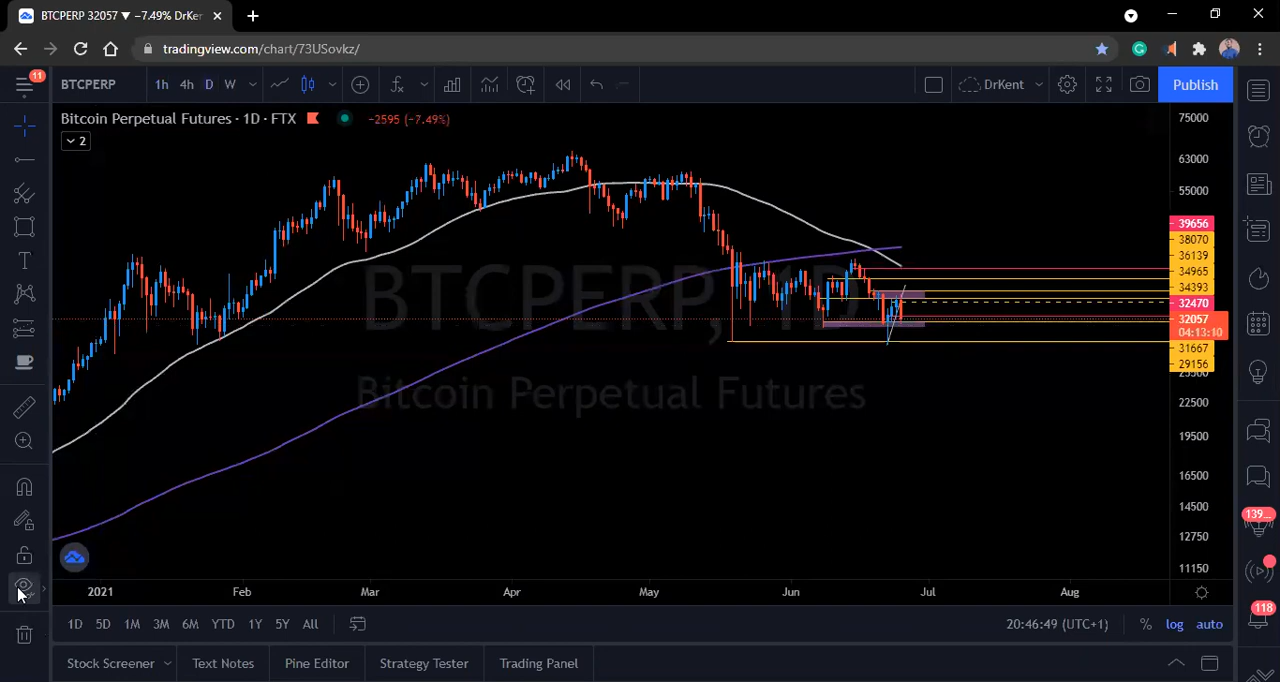 BTCPERP 32057 ▼ −7.49% DrKen
tradingview.com/chart/73USovkz/
11
BTCPERP
1h 4h D W
DrKent
Publish
Bitcoin Perpetual Futures · 1D · FTX
−2595 (−7.49%)
2
75000
63000
55000
39656
38070
36139
34965
34393
32470
32057
04:13:10
31667
29156
22500
19500
16500
14500
12750
11150
BTCPERP, 1D
Bitcoin Perpetual Futures
139...
118
2021 Feb Mar Apr May Jun Jul Aug
1D 5D 1M 3M 6M YTD 1Y 5Y All
20:46:49 (UTC+1)
% log auto
Stock Screener Text Notes Pine Editor Strategy Tester Trading Panel